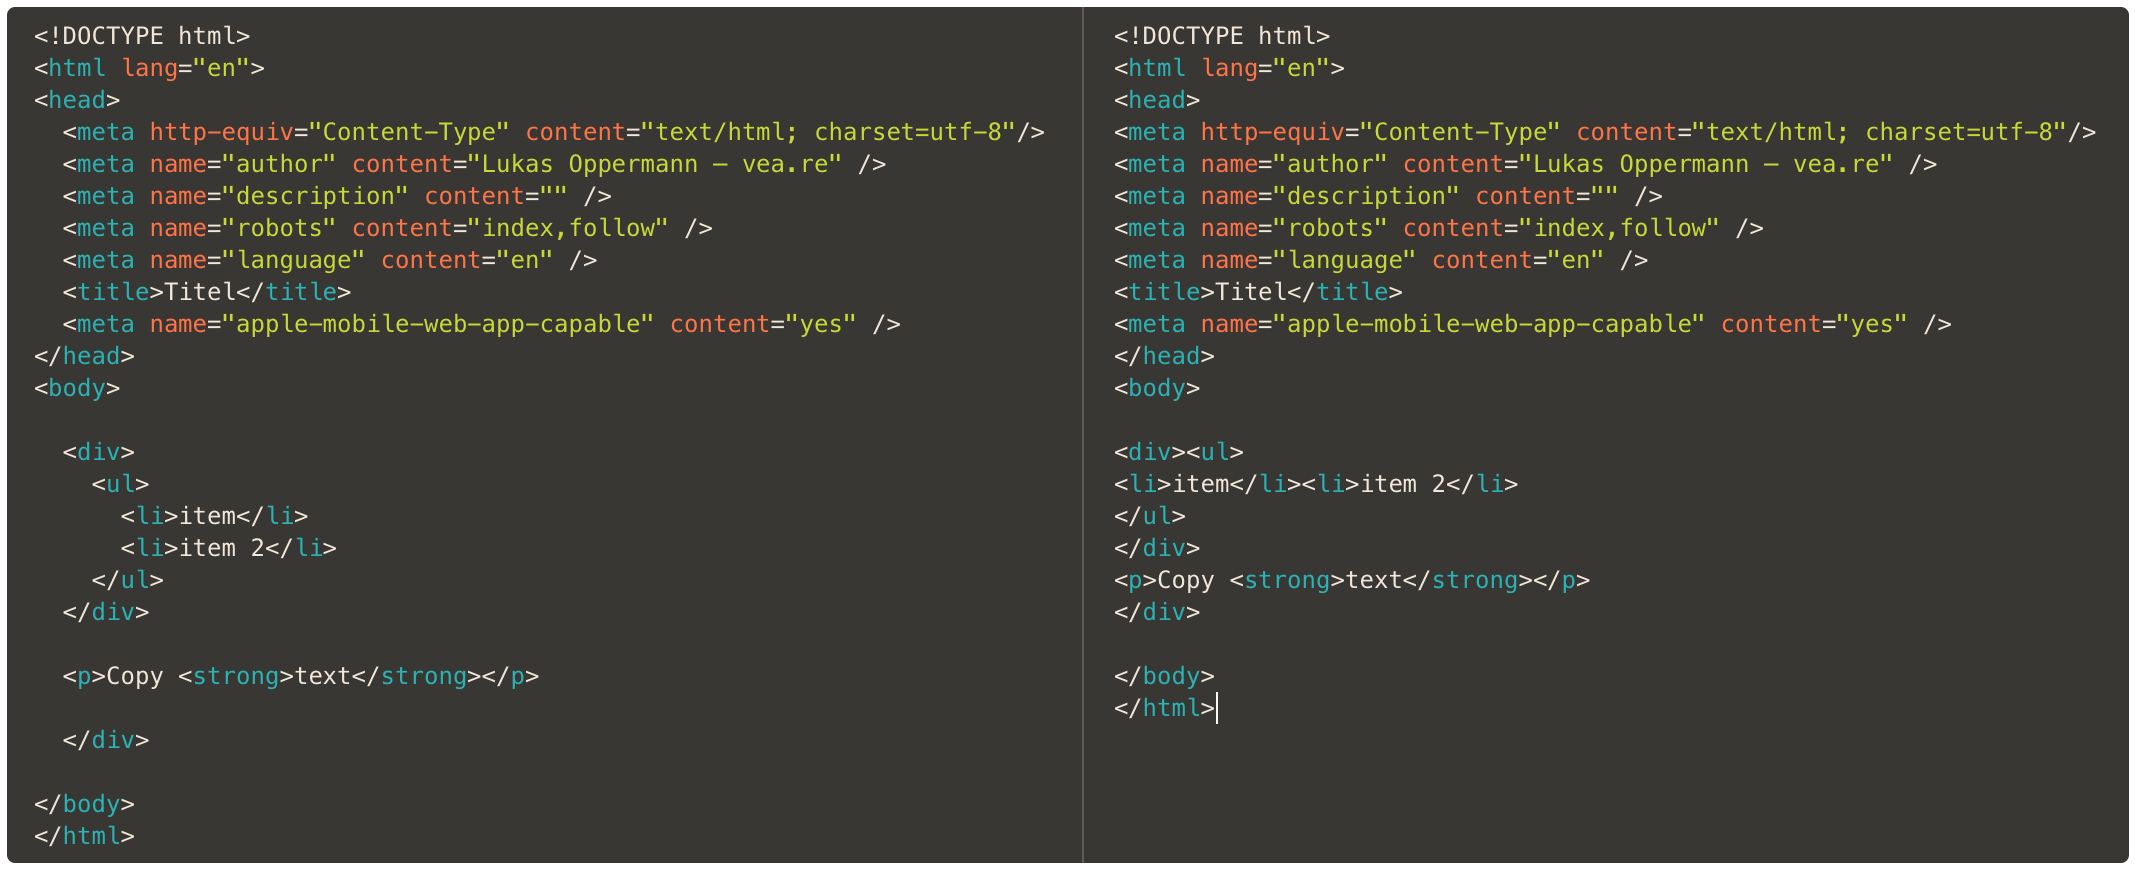 <!DOCTYPE html>
<html lang="en">
<head>
  <meta http-equiv="Content-Type" content="text/html; charset=utf-8"/>
  <meta name="author" content="Lukas Oppermann – vea.re" />
  <meta name="description" content="" />
  <meta name="robots" content="index,follow" />
  <meta name="language" content="en" />
  <title>Titel</title>
  <meta name="apple-mobile-web-app-capable" content="yes" />
</head>
<body>

  <div>
    <ul>
      <li>item</li>
      <li>item 2</li>
    </ul>
  </div>

  <p>Copy <strong>text</strong></p>

  </div>

</body>
</html>

<!DOCTYPE html>
<html lang="en">
<head>
<meta http-equiv="Content-Type" content="text/html; charset=utf-8"/>
<meta name="author" content="Lukas Oppermann – vea.re" />
<meta name="description" content="" />
<meta name="robots" content="index,follow" />
<meta name="language" content="en" />
<title>Titel</title>
<meta name="apple-mobile-web-app-capable" content="yes" />
</head>
<body>

<div><ul>
<li>item</li><li>item 2</li>
</ul>
</div>
<p>Copy <strong>text</strong></p>
</div>

</body>
</html>